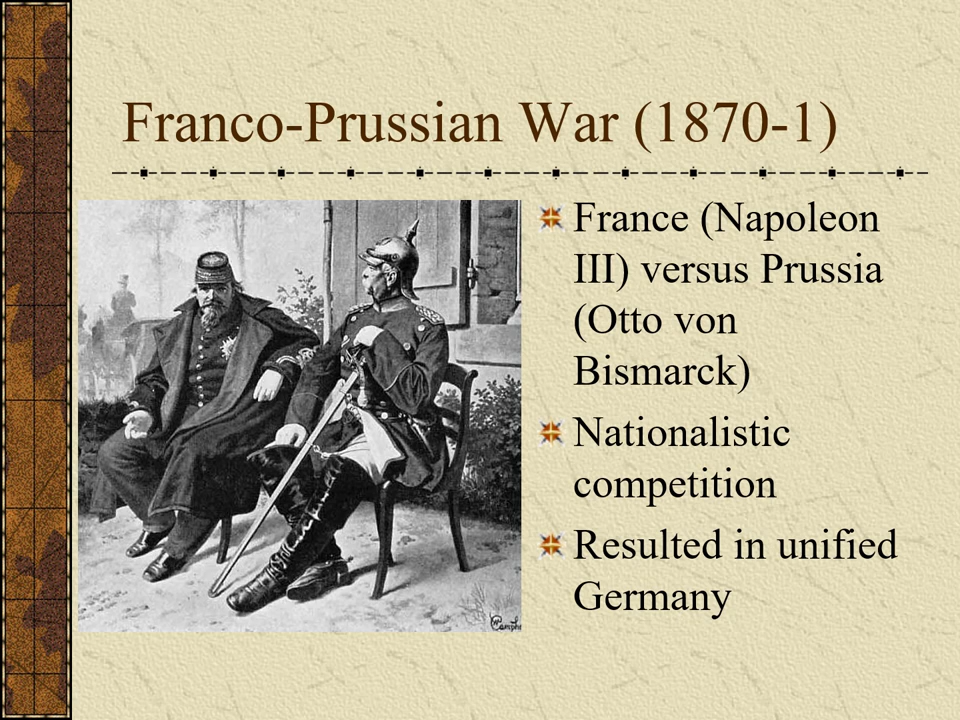 Franco-Prussian War (1870-1)
France (Napoleon
III) versus Prussia
(Otto von
Bismarck)
Nationalistic
competition
Resulted in unified
Germany